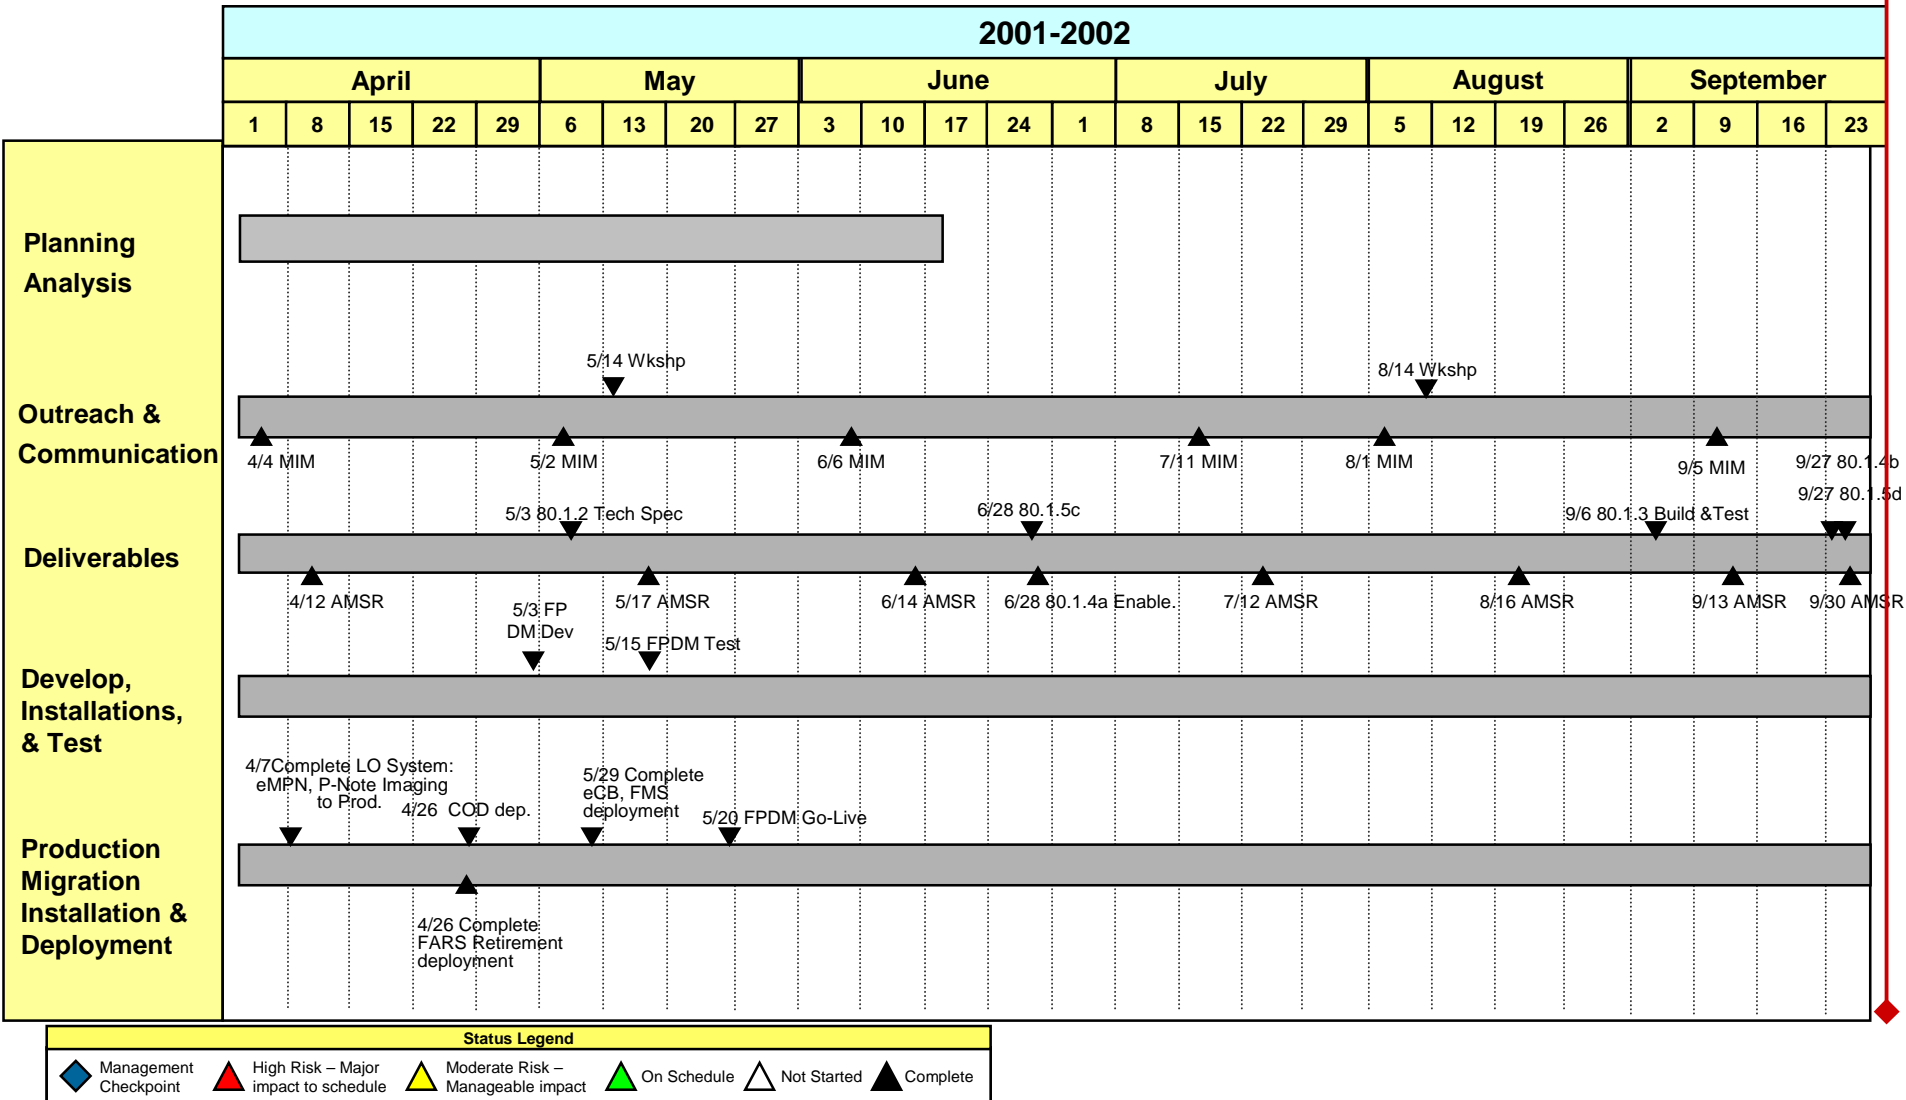 2001-2002
April May June July August September
1 8 15 22 29 6 13 20 27 3 10 17 24 1 8 15 22 29 5 12 19 26 2 9 16 23
Planning
Analysis
5/14 Wkshp
8/14 Wkshp
Outreach &
Communication
4/4 MIM
5/2 MIM
6/6 MIM
7/11 MIM
8/1 MIM
9/5 MIM
9/27 80.1.4b
9/27 80.1.5d
5/3 80.1.2 Tech Spec
6/28 80.1.5c
9/6 80.1.3 Build &Test
Deliverables
4/12 AMSR
5/17 AMSR
6/14 AMSR
6/28 80.1.4a Enable.
7/12 AMSR
8/16 AMSR
9/13 AMSR
9/30 AMSR
5/3 FP
DM Dev
5/15 FPDM Test
Develop,
Installations,
& Test
4/7Complete LO System:
eMPN, P-Note Imaging
to Prod.
4/26 COD dep.
5/29 Complete
eCB, FMS
deployment
5/20 FPDM Go-Live
Production
Migration
Installation &
Deployment
4/26 Complete
FARS Retirement
deployment
Status Legend
Management
Checkpoint
High Risk – Major
impact to schedule
Moderate Risk –
Manageable impact
On Schedule
Not Started
Complete